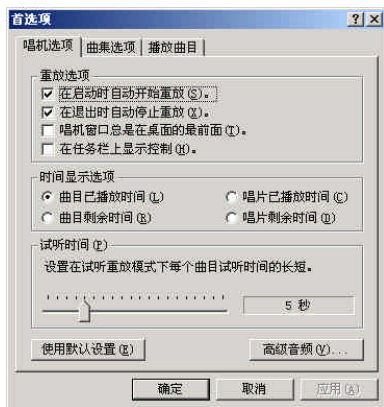 首选项
唱机选项 曲集选项 播放曲目
重放选项
在启动时自动开始重放(S)。
在退出时自动停止重放(X)。
唱机窗口总是在桌面的最前面(T)。
在任务栏上显示控制(H)。
时间显示选项
曲目已播放时间(L) 唱片已播放时间(C)
曲目剩余时间(R) 唱片剩余时间(D)
试听时间(P)
设置在试听重放模式下每个曲目试听时间的长短。
5 秒
使用默认设置(E) 高级音频(V)...
确定 取消 应用(A)